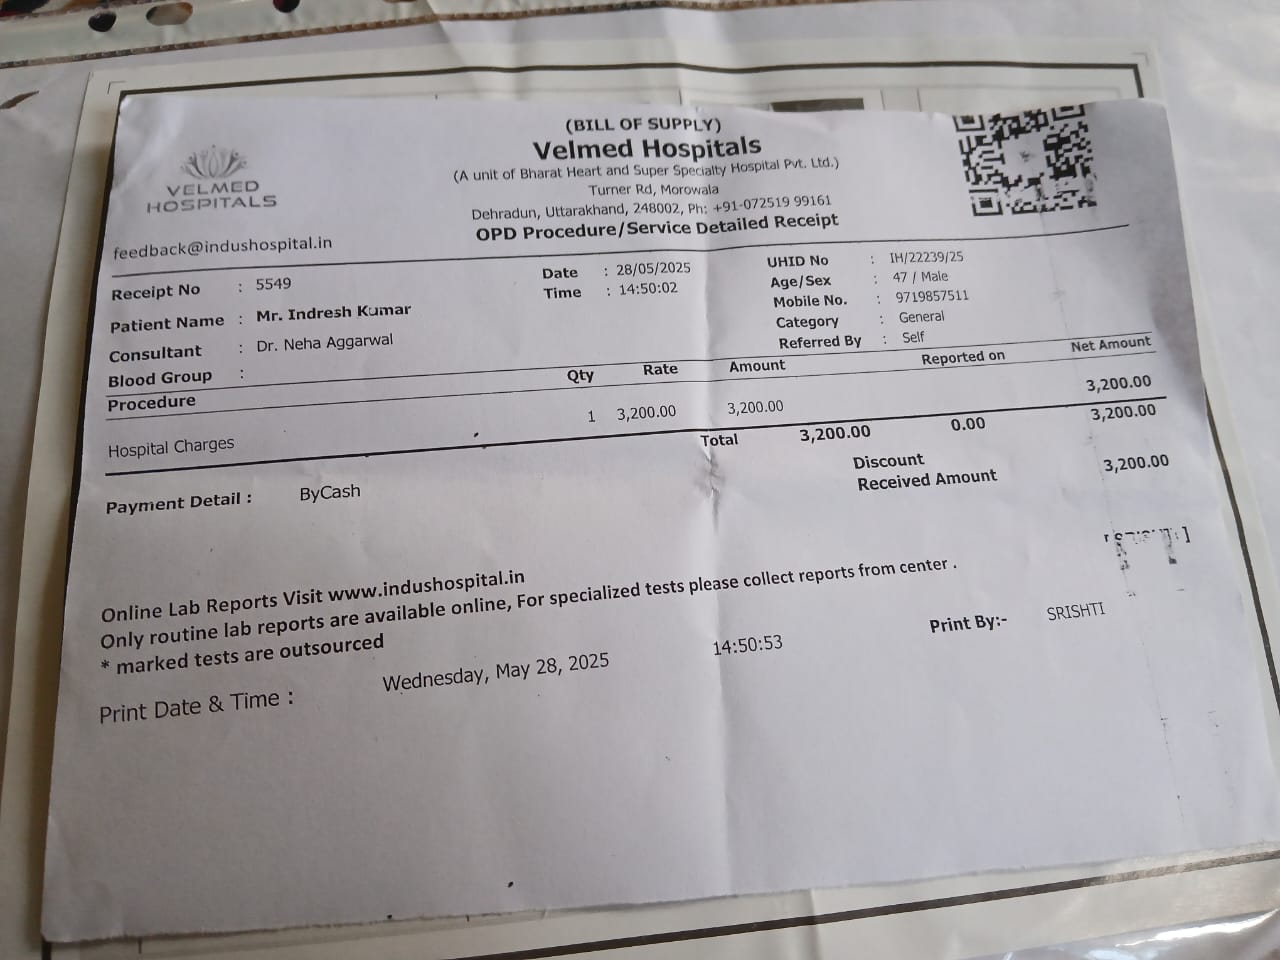 (BILL OF SUPPLY)
Velmed Hospitals
(A unit of Bharat Heart and Super Specialty Hospital Pvt. Ltd.)
Turner Rd, Morowala
Dehradun, Uttarakhand, 248002, Ph: +91-072519 99161
OPD Procedure/Service Detailed Receipt
VELMED
HOSPITALS
feedback@indushospital.in
Receipt No : 5549
Date : 28/05/2025
Time : 14:50:02
UHID No : IH/22239/25
Age/Sex : 47 / Male
Mobile No. : 9719857511
Category : General
Referred By : Self
Patient Name : Mr. Indresh Kumar
Consultant : Dr. Neha Aggarwal
Blood Group :
Procedure Qty Rate Amount Reported on Net Amount
Hospital Charges 1 3,200.00 3,200.00 3,200.00
Total 3,200.00 0.00 3,200.00
Discount
Received Amount 3,200.00
Payment Detail : ByCash
Online Lab Reports Visit www.indushospital.in
Only routine lab reports are available online, For specialized tests please collect reports from center .
* marked tests are outsourced
Print Date & Time : Wednesday, May 28, 2025 14:50:53 Print By:- SRISHTI